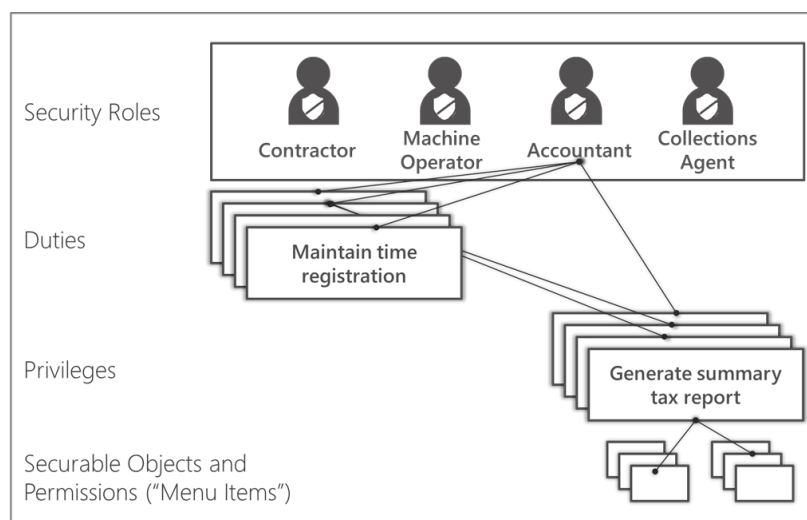 Security Roles
Contractor
Machine
Operator
Accountant
Collections
Agent
Duties
Maintain time
registration
Privileges
Generate summary
tax report
Securable Objects and
Permissions (“Menu Items”)